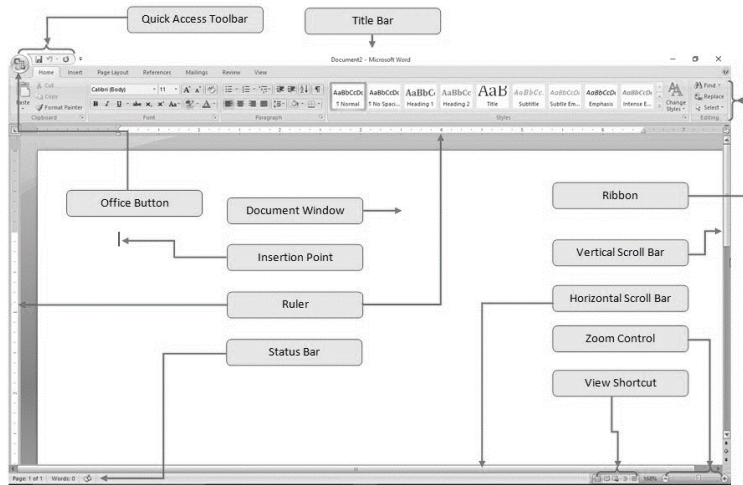 Quick Access Toolbar
Title Bar
Document2 - Microsoft Word
Home Insert Page Layout References Mailings Review View
Cut
Copy
Paste
Format Painter
Calibri (Body) 11
AaBbCcDc AaBbCcDc AaBbC AaBbCc AaB AaBbCc. AaBbCcDc AaBbCcDc AaBbCcDc
¶ Normal ¶ No Spaci... Heading 1 Heading 2 Title Subtitle Subtle Em... Emphasis Intense E...
Change Styles
Find
Replace
Select
Clipboard Font Paragraph Styles Editing
Office Button
Document Window
Ribbon
Insertion Point
Vertical Scroll Bar
Ruler
Horizontal Scroll Bar
Status Bar
Zoom Control
View Shortcut
Page: 1 of 1 Words: 0
168%